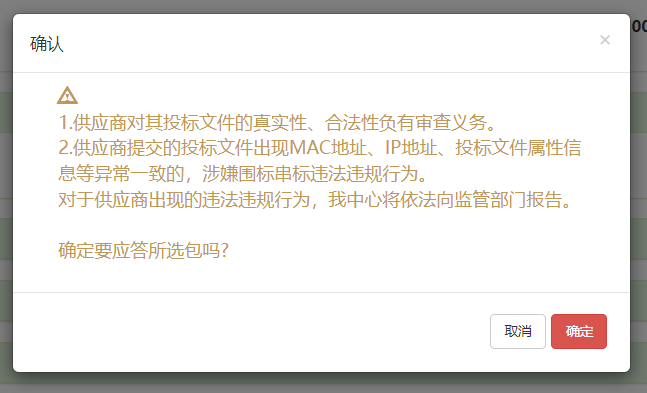 确认
×
00
1.供应商对其投标文件的真实性、合法性负有审查义务。
2.供应商提交的投标文件出现MAC地址、IP地址、投标文件属性信
息等异常一致的，涉嫌围标串标违法违规行为。
对于供应商出现的违法违规行为，我中心将依法向监管部门报告。
确定要应答所选包吗?
取消
确定